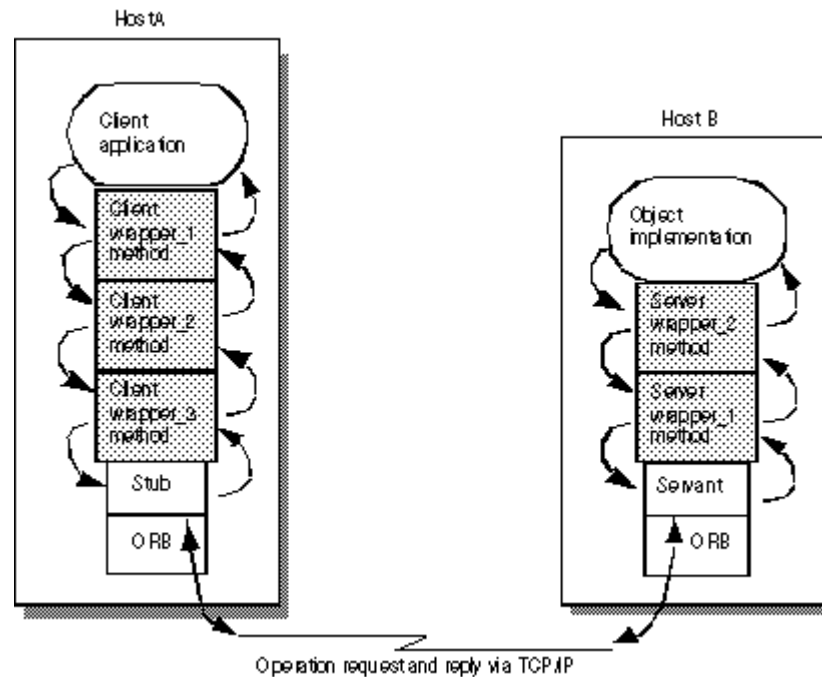 HostA
Client
application
Client
wrapper_1
method
Client
wrapper_2
method
Client
wrapper_3
method
Stub
ORB
Host B
Object
implementation
Server
wrapper_2
method
Server
wrapper_1
method
Servant
ORB
Operation request and reply via TCP/IP